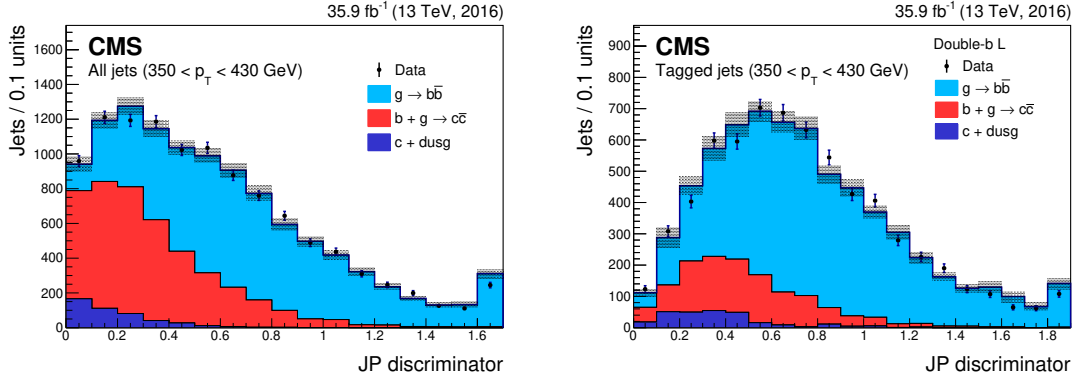 35.9 fb⁻¹ (13 TeV, 2016)
CMS
All jets (350 < p_T < 430 GeV)
Data
g → bb̅
b + g → cc̅
c + dusg
Jets / 0.1 units
1600
1400
1200
1000
800
600
400
200
0
0 0.2 0.4 0.6 0.8 1 1.2 1.4 1.6
JP discriminator
35.9 fb⁻¹ (13 TeV, 2016)
CMS
Double-b L
Tagged jets (350 < p_T < 430 GeV)
Data
g → bb̅
b + g → cc̅
c + dusg
Jets / 0.1 units
900
800
700
600
500
400
300
200
100
0
0 0.2 0.4 0.6 0.8 1 1.2 1.4 1.6 1.8
JP discriminator